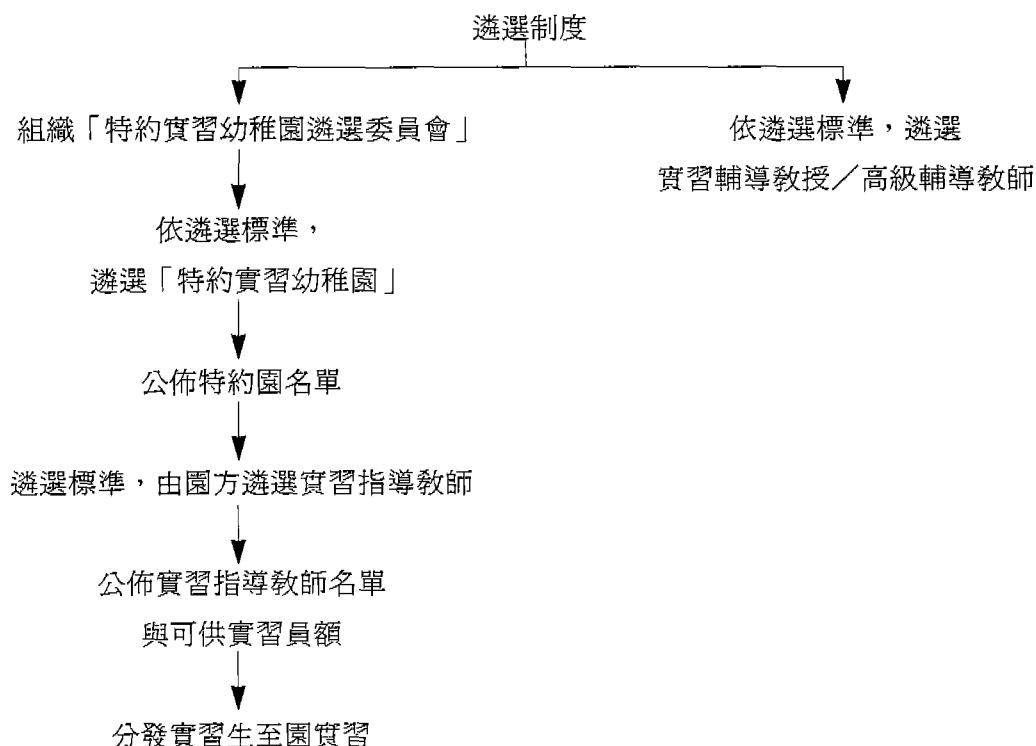 遴選制度
組織「特約實習幼稚園遴選委員會」
依遴選標準，
遴選「特約實習幼稚園」
公佈特約園名單
遴選標準，由園方遴選實習指導教師
公佈實習指導教師名單
與可供實習員額
分發實習生至園實習
依遴選標準，遴選
實習輔導教授／高級輔導教師